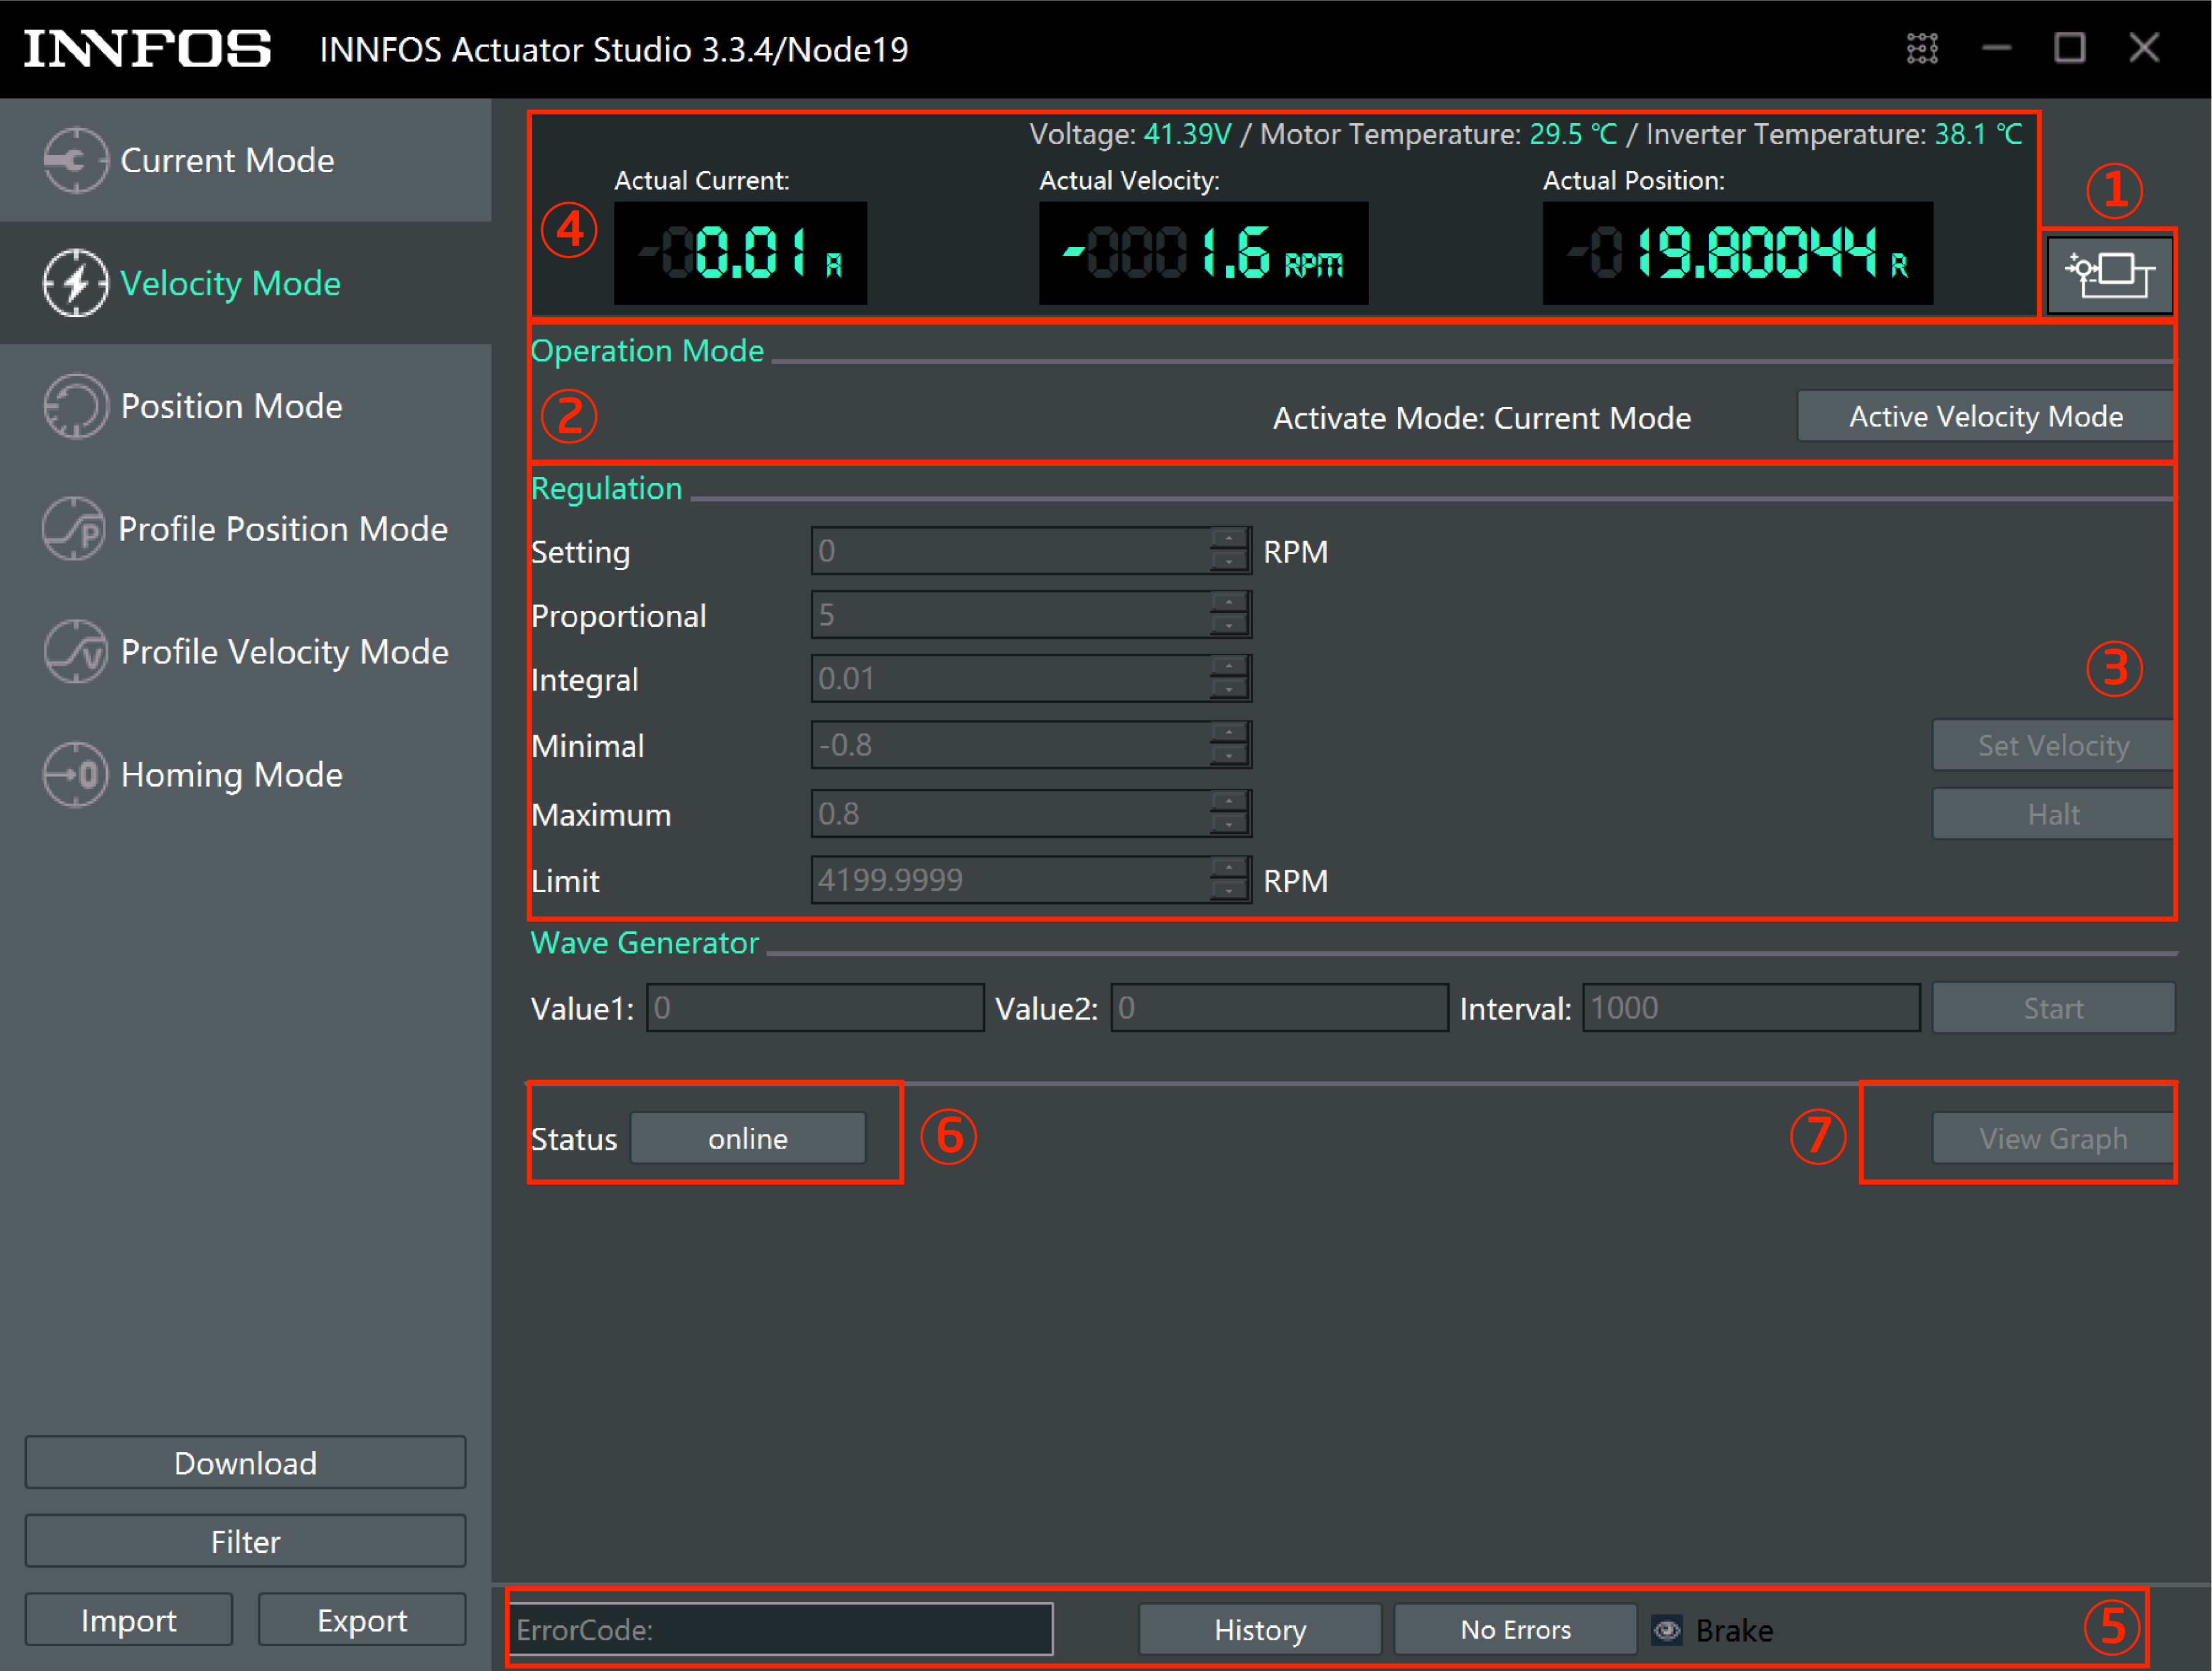 INNFOS INNFOS Actuator Studio 3.3.4/Node19
Current Mode
Velocity Mode
Position Mode
Profile Position Mode
Profile Velocity Mode
Homing Mode
Download
Filter
Import Export
Voltage: 41.39V / Motor Temperature: 29.5 ℃ / Inverter Temperature: 38.1 ℃
Actual Current: Actual Velocity: Actual Position:
④ 0.01 A -1.6 RPM 19.80044 R
①
Operation Mode
② Activate Mode: Current Mode Active Velocity Mode
Regulation
Setting 0 RPM
Proportional 5
Integral 0.01
③
Minimal -0.8 Set Velocity
Maximum 0.8 Halt
Limit 4199.9999 RPM
Wave Generator
Value1: 0 Value2: 0 Interval: 1000 Start
Status online ⑥ ⑦ View Graph
ErrorCode: History No Errors Brake ⑤